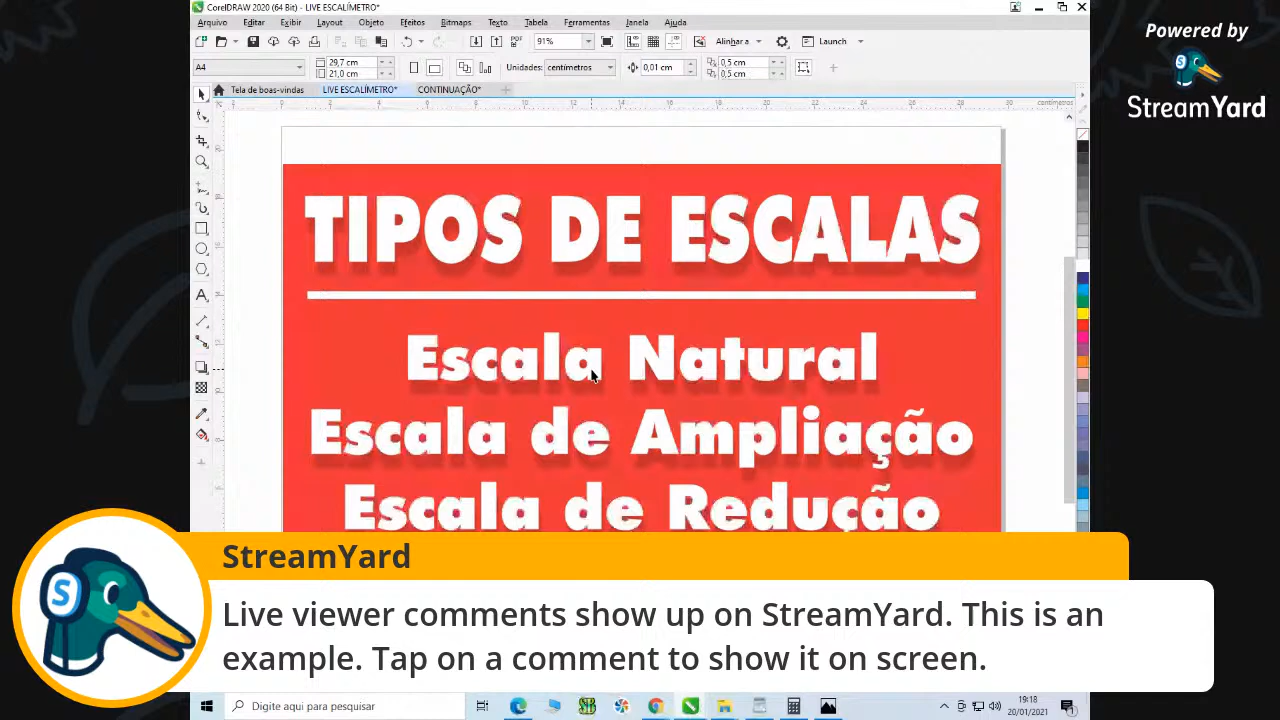 CorelDRAW 2020 (64 Bit) - LIVE ESCALÍMETRO*
Powered by
StreamYard
Arquivo Editar Exibir Layout Objeto Efeitos Bitmaps Texto Tabela Ferramentas Janela Ajuda
PDF 91% Alinhar a Launch
A4 29,7 cm 21,0 cm Unidades: centímetros 0,01 cm 0,5 cm 0,5 cm
Tela de boas-vindas LIVE ESCALÍMETRO* CONTINUAÇÃO*
centímetros
TIPOS DE ESCALAS
Escala Natural
Escala de Ampliação
Escala de Redução
StreamYard
Live viewer comments show up on StreamYard. This is an
example. Tap on a comment to show it on screen.
Digite aqui para pesquisar
19:18
20/01/2021